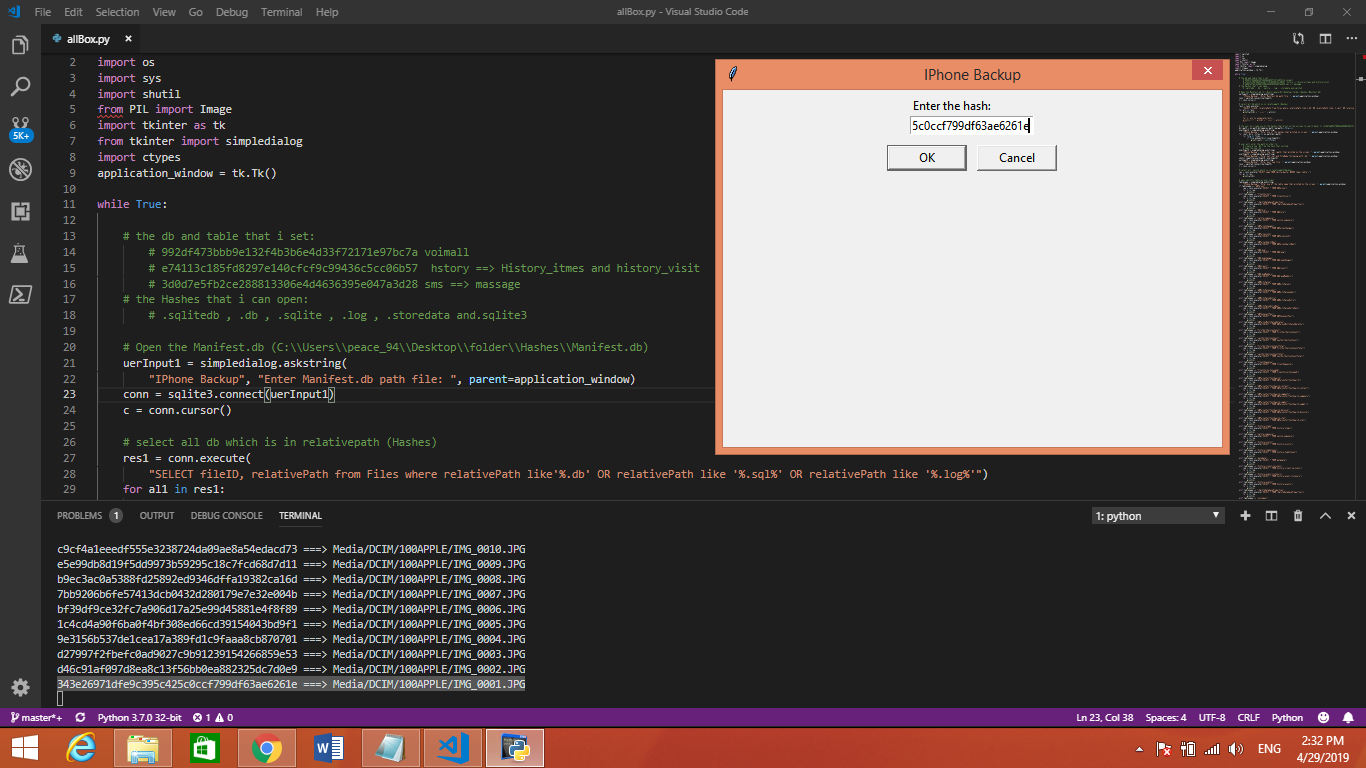 File Edit Selection View Go Debug Terminal Help
allBox.py - Visual Studio Code
allBox.py
2 import os
3 import sys
4 import shutil
5 from PIL import Image
6 import tkinter as tk
7 from tkinter import simpledialog
8 import ctypes
9 application_window = tk.Tk()
10
11 while True:
12
13 # the db and table that i set:
14 # 992df473bbb9e132f4b3b6e4d33f72171e97bc7a voimall
15 # e74113c185fd8297e140cfcf9c99436c5cc06b57 hstory ==> History_itmes and history_visit
16 # 3d0d7e5fb2ce288813306e4d4636395e047a3d28 sms ==> massage
17 # the Hashes that i can open:
18 # .sqlitedb , .db , .sqlite , .log , .storedata and.sqlite3
19
20 # Open the Manifest.db (C:\\Users\\peace_94\\Desktop\\folder\\Hashes\\Manifest.db)
21 uerInput1 = simpledialog.askstring(
22 "IPhone Backup", "Enter Manifest.db path file: ", parent=application_window)
23 conn = sqlite3.connect(uerInput1)
24 c = conn.cursor()
25
26 # select all db which is in relativepath (Hashes)
27 res1 = conn.execute(
28 "SELECT fileID, relativePath from Files where relativePath like'%.db' OR relativePath like '%.sql%' OR relativePath like '%.log%'")
29 for all1 in res1:
IPhone Backup
Enter the hash:
5c0ccf799df63ae6261e
OK Cancel
5K+
PROBLEMS 1 OUTPUT DEBUG CONSOLE TERMINAL
1: python
c9cf4a1eeedf555e3238724da09ae8a54edacd73 ===> Media/DCIM/100APPLE/IMG_0010.JPG
e5e99db8d19f5dd9973b59295c18c7fcd68d7d11 ===> Media/DCIM/100APPLE/IMG_0009.JPG
b9ec3ac0a5388fd25892ed9346dffa19382ca16d ===> Media/DCIM/100APPLE/IMG_0008.JPG
7bb9206b6fe57413dcb0432d280179e7e32e004b ===> Media/DCIM/100APPLE/IMG_0007.JPG
bf39df9ce32fc7a906d17a25e99d45881e4f8f89 ===> Media/DCIM/100APPLE/IMG_0006.JPG
1c4cd4a90f6ba0f4bf308ed66cd39154043bd9f1 ===> Media/DCIM/100APPLE/IMG_0005.JPG
9e3156b537de1cea17a389fd1c9faaa8cb870701 ===> Media/DCIM/100APPLE/IMG_0004.JPG
d27997f2fbefc0ad9027c9b91239154266859e53 ===> Media/DCIM/100APPLE/IMG_0003.JPG
d46c91af097d8ea8c13f56bb0ea882325dc7d0e9 ===> Media/DCIM/100APPLE/IMG_0002.JPG
343e26971dfe9c395c425c0ccf799df63ae6261e ===> Media/DCIM/100APPLE/IMG_0001.JPG
master*+ Python 3.7.0 32-bit 1 0
Ln 23, Col 38 Spaces: 4 UTF-8 CRLF Python
ENG
2:32 PM
4/29/2019